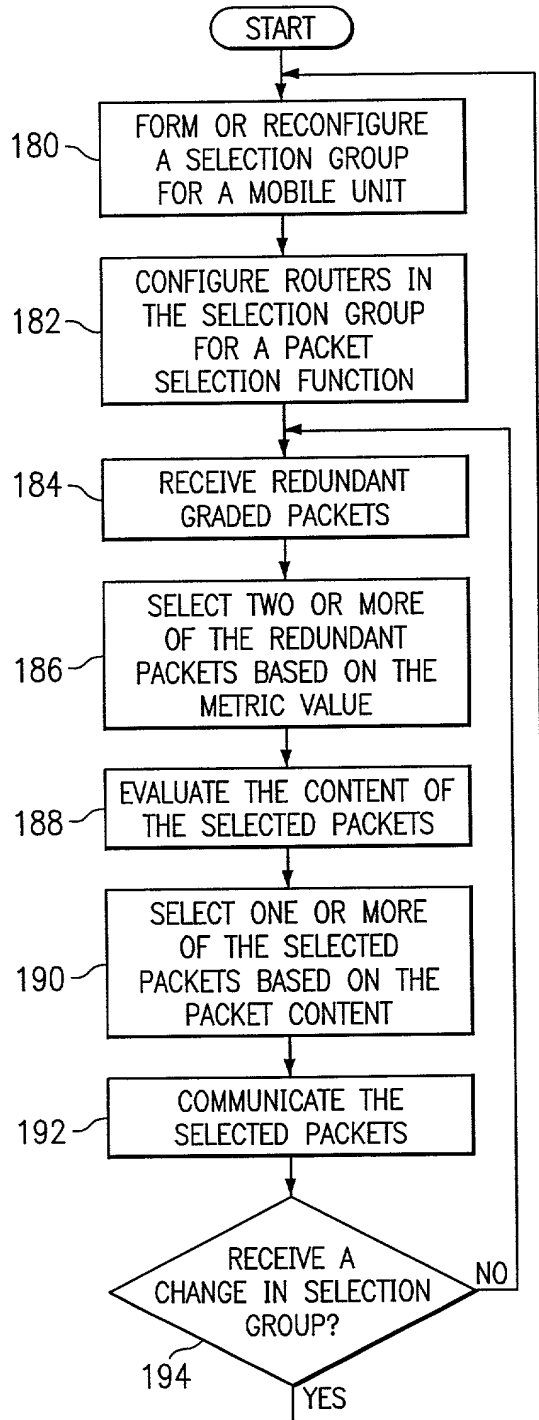 START
180
FORM OR RECONFIGURE
A SELECTION GROUP
FOR A MOBILE UNIT
182
CONFIGURE ROUTERS IN
THE SELECTION GROUP
FOR A PACKET
SELECTION FUNCTION
184
RECEIVE REDUNDANT
GRADED PACKETS
186
SELECT TWO OR MORE
OF THE REDUNDANT
PACKETS BASED ON THE
METRIC VALUE
188
EVALUATE THE CONTENT OF
THE SELECTED PACKETS
190
SELECT ONE OR MORE
OF THE SELECTED
PACKETS BASED ON THE
PACKET CONTENT
192
COMMUNICATE THE
SELECTED PACKETS
RECEIVE A
CHANGE IN SELECTION
GROUP?
NO
194
YES